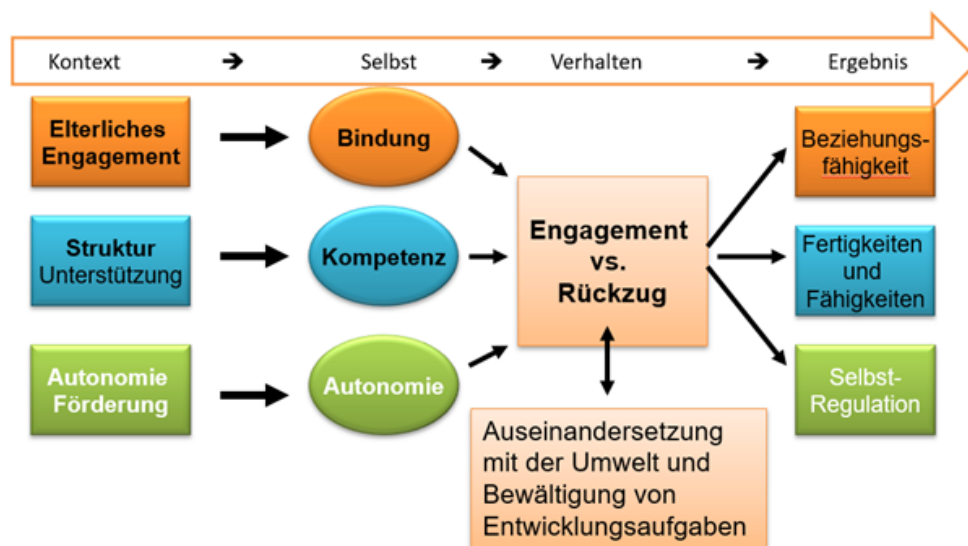 Kontext ➔ Selbst ➔ Verhalten ➔ Ergebnis
Elterliches
Engagement
Bindung
Beziehungs-
fähigkeit
Struktur
Unterstützung
Kompetenz
Engagement
vs.
Rückzug
Fertigkeiten
und
Fähigkeiten
Autonomie
Förderung
Autonomie
Selbst-
Regulation
Auseinandersetzung
mit der Umwelt und
Bewältigung von
Entwicklungsaufgaben